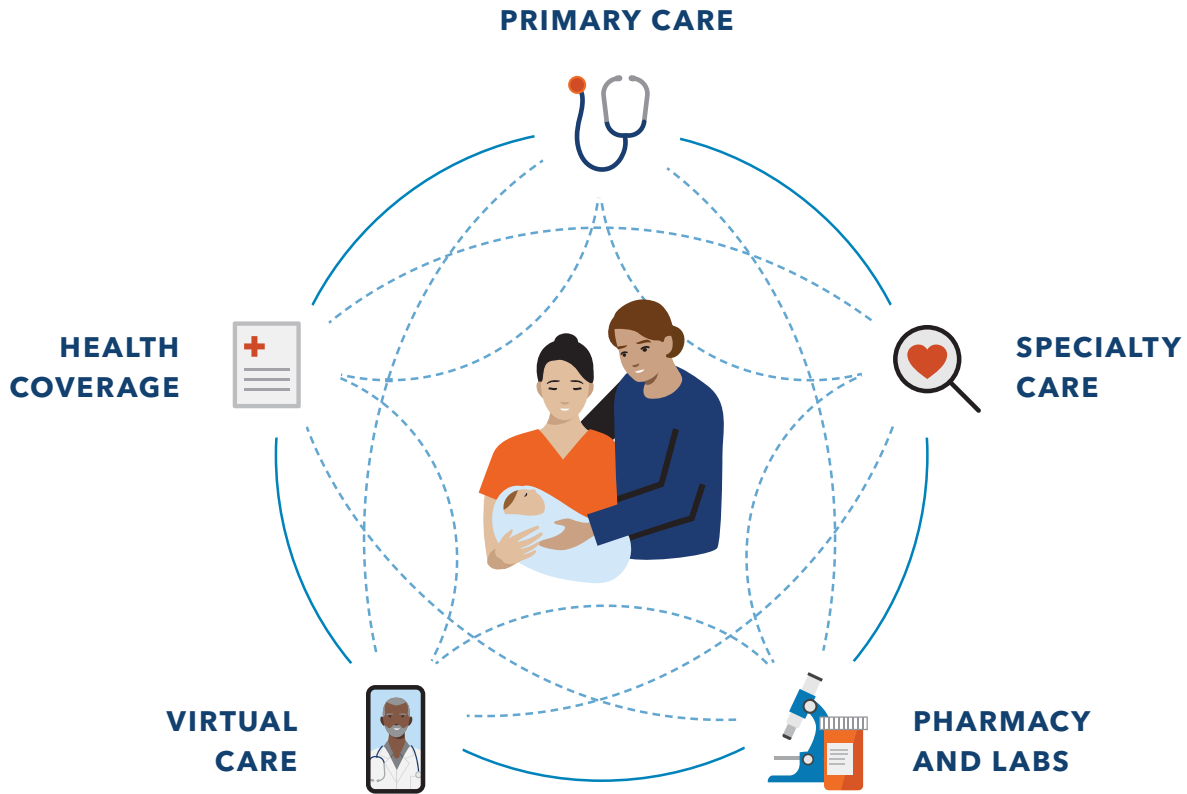 PRIMARY CARE
HEALTH
COVERAGE
SPECIALTY
CARE
VIRTUAL
CARE
PHARMACY
AND LABS